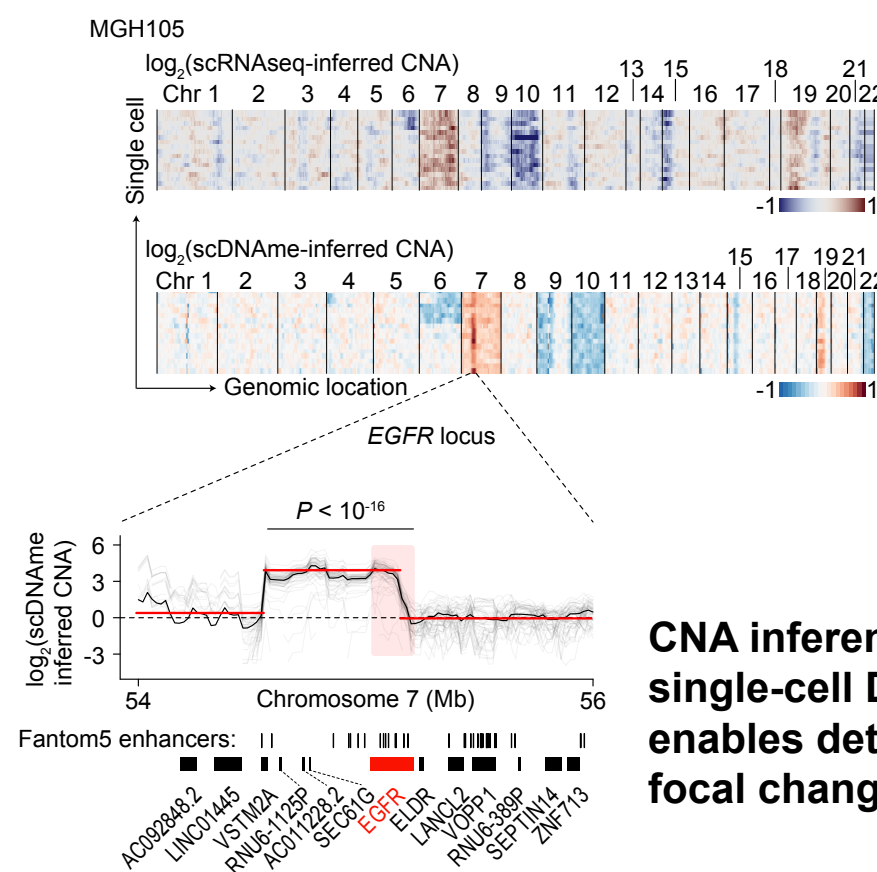 MGH105
log2(scRNAseq-inferred CNA)
13 15 18 21
Chr 1 2 3 4 5 6 7 8 9 10 11 12 14 16 17 19 20 22
Single cell
-1 1
log2(scDNAme-inferred CNA)
15 17 19 21
Chr 1 2 3 4 5 6 7 8 9 10 11 12 13 14 16 18 20 22
Genomic location
-1 1
EGFR locus
P < 10-16
log2(scDNAme
inferred CNA)
6
3
0
-3
54 Chromosome 7 (Mb) 56
CNA inferen
single-cell D
enables det
focal chang
Fantom5 enhancers:
AC092848.2
LINC01445
VSTM2A
RNU6-1125P
AC011228.2
SEC61G
EGFR
ELDR
LANCL2
VOPP1
RNU6-389P
SEPTIN14
ZNF713